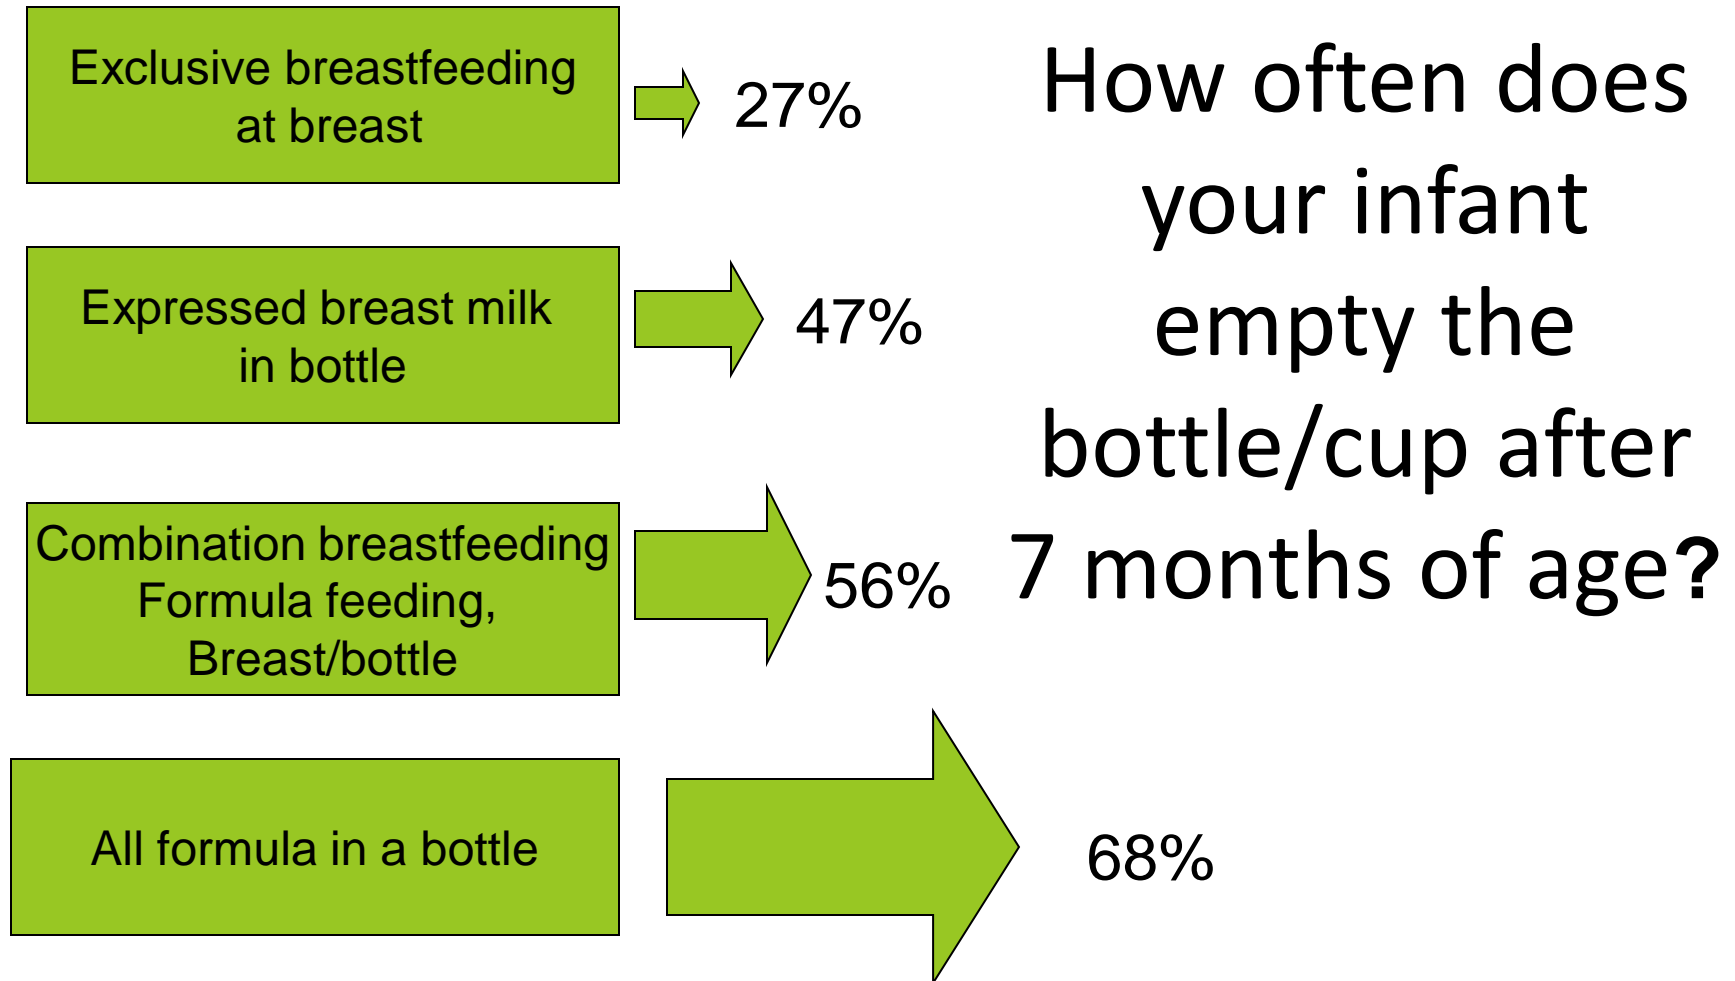 Exclusive breastfeeding
at breast
27%
Expressed breast milk
in bottle
47%
Combination breastfeeding
Formula feeding,
Breast/bottle
56%
All formula in a bottle
68%
How often does
your infant
empty the
bottle/cup after
7 months of age?